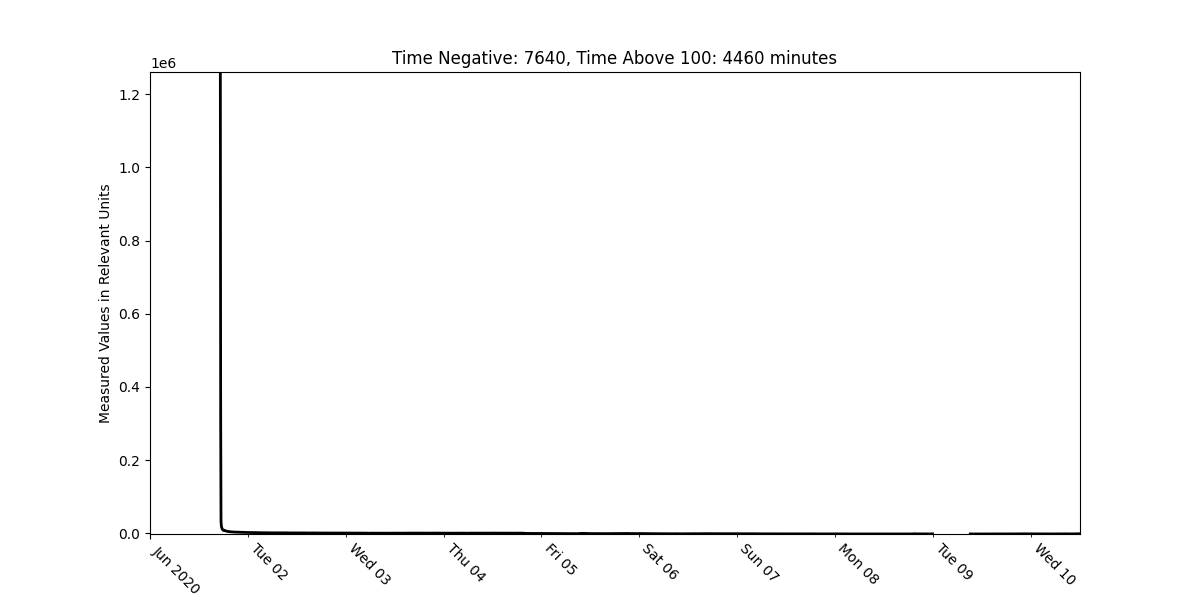 Time Negative: 7640, Time Above 100: 4460 minutes
1e6
1.2
1.0
0.8
0.6
0.4
0.2
0.0
Measured Values in Relevant Units
Jun 2020
Tue 02
Wed 03
Thu 04
Fri 05
Sat 06
Sun 07
Mon 08
Tue 09
Wed 10